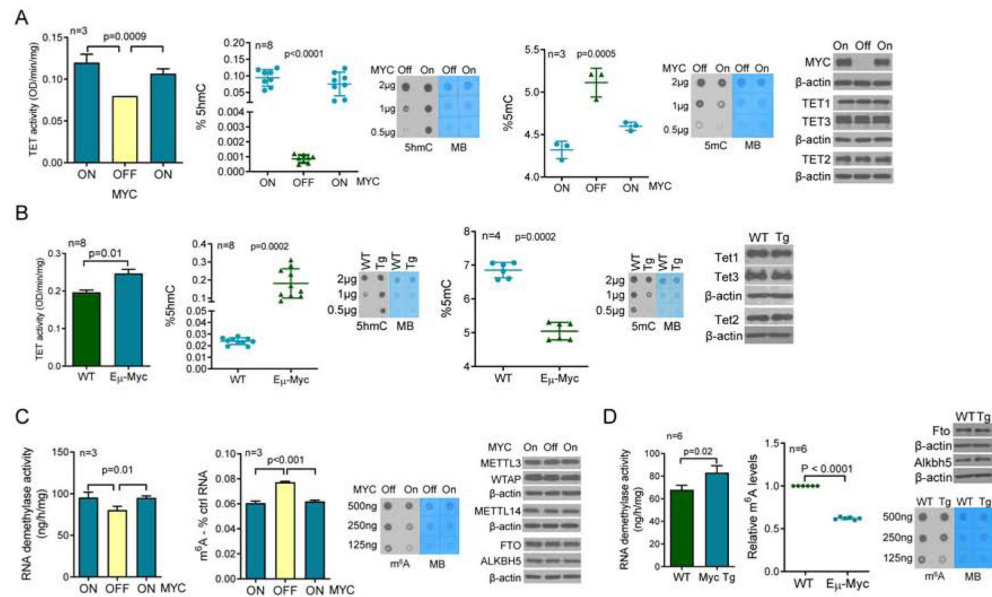 A
n=3
p=0.0009
TET activity (OD/min/mg)
0.15
0.10
0.05
0.00
ON OFF ON
MYC
n=8
p<0.0001
% 5hmC
0.20
0.15
0.10
0.05
0.004
0.003
0.002
0.001
0.000
ON OFF ON MYC
MYC Off On Off On
2µg
1µg
0.5µg
5hmC MB
n=3
p=0.0005
%5mC
5.5
5.0
4.5
4.0
ON OFF ON MYC
MYC Off On Off On
2µg
1µg
0.5µg
5mC MB
On Off On
MYC
β-actin
TET1
TET3
β-actin
TET2
β-actin
B
n=8
p=0.01
TET activity (OD/min/mg)
0.3
0.2
0.1
0.0
WT Eµ-Myc
n=8
p=0.0002
%5hmC
0.4
0.3
0.2
0.1
0.05
0.04
0.03
0.02
0.01
0.00
WT Eµ-Myc
WT Tg WT Tg
2µg
1µg
0.5µg
5hmC MB
n=4
p=0.0002
%5mC
8
6
4
WT Eµ-Myc
WT Tg WT Tg
2µg
1µg
0.5µg
5mC MB
WT Tg
Tet1
Tet3
β-actin
Tet2
β-actin
C
n=3
p=0.01
RNA demethylase activity
(ng/h/mg)
150
100
50
0
ON OFF ON MYC
n=3
p<0.001
m⁶A - % ctrl RNA
0.10
0.08
0.06
0.04
0.02
0.00
ON OFF ON MYC
MYC Off On Off On
500ng
250ng
125ng
m⁶A MB
MYC On Off On
METTL3
WTAP
β-actin
METTL14
β-actin
FTO
ALKBH5
β-actin
D
n=6
p=0.02
RNA demethylase activity
(ng/h/mg)
100
80
60
40
20
0
WT Myc Tg
n=6
P < 0.0001
Relative m⁶A levels
1.5
1.0
0.5
0.0
WT Eµ-Myc
WT Tg
Fto
β-actin
Alkbh5
β-actin
WT Tg WT Tg
500ng
250ng
125ng
m⁶A MB